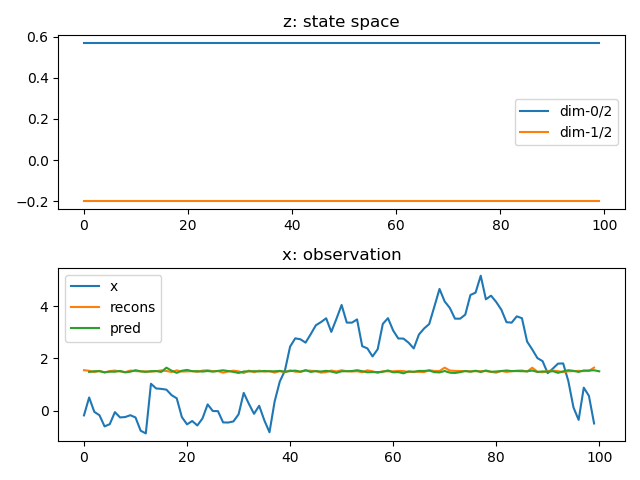 z: state space
0.6
0.4
0.2
0.0
−0.2
dim-0/2
dim-1/2
0 20 40 60 80 100
x: observation
x
recons
pred
4
2
0
0 20 40 60 80 100